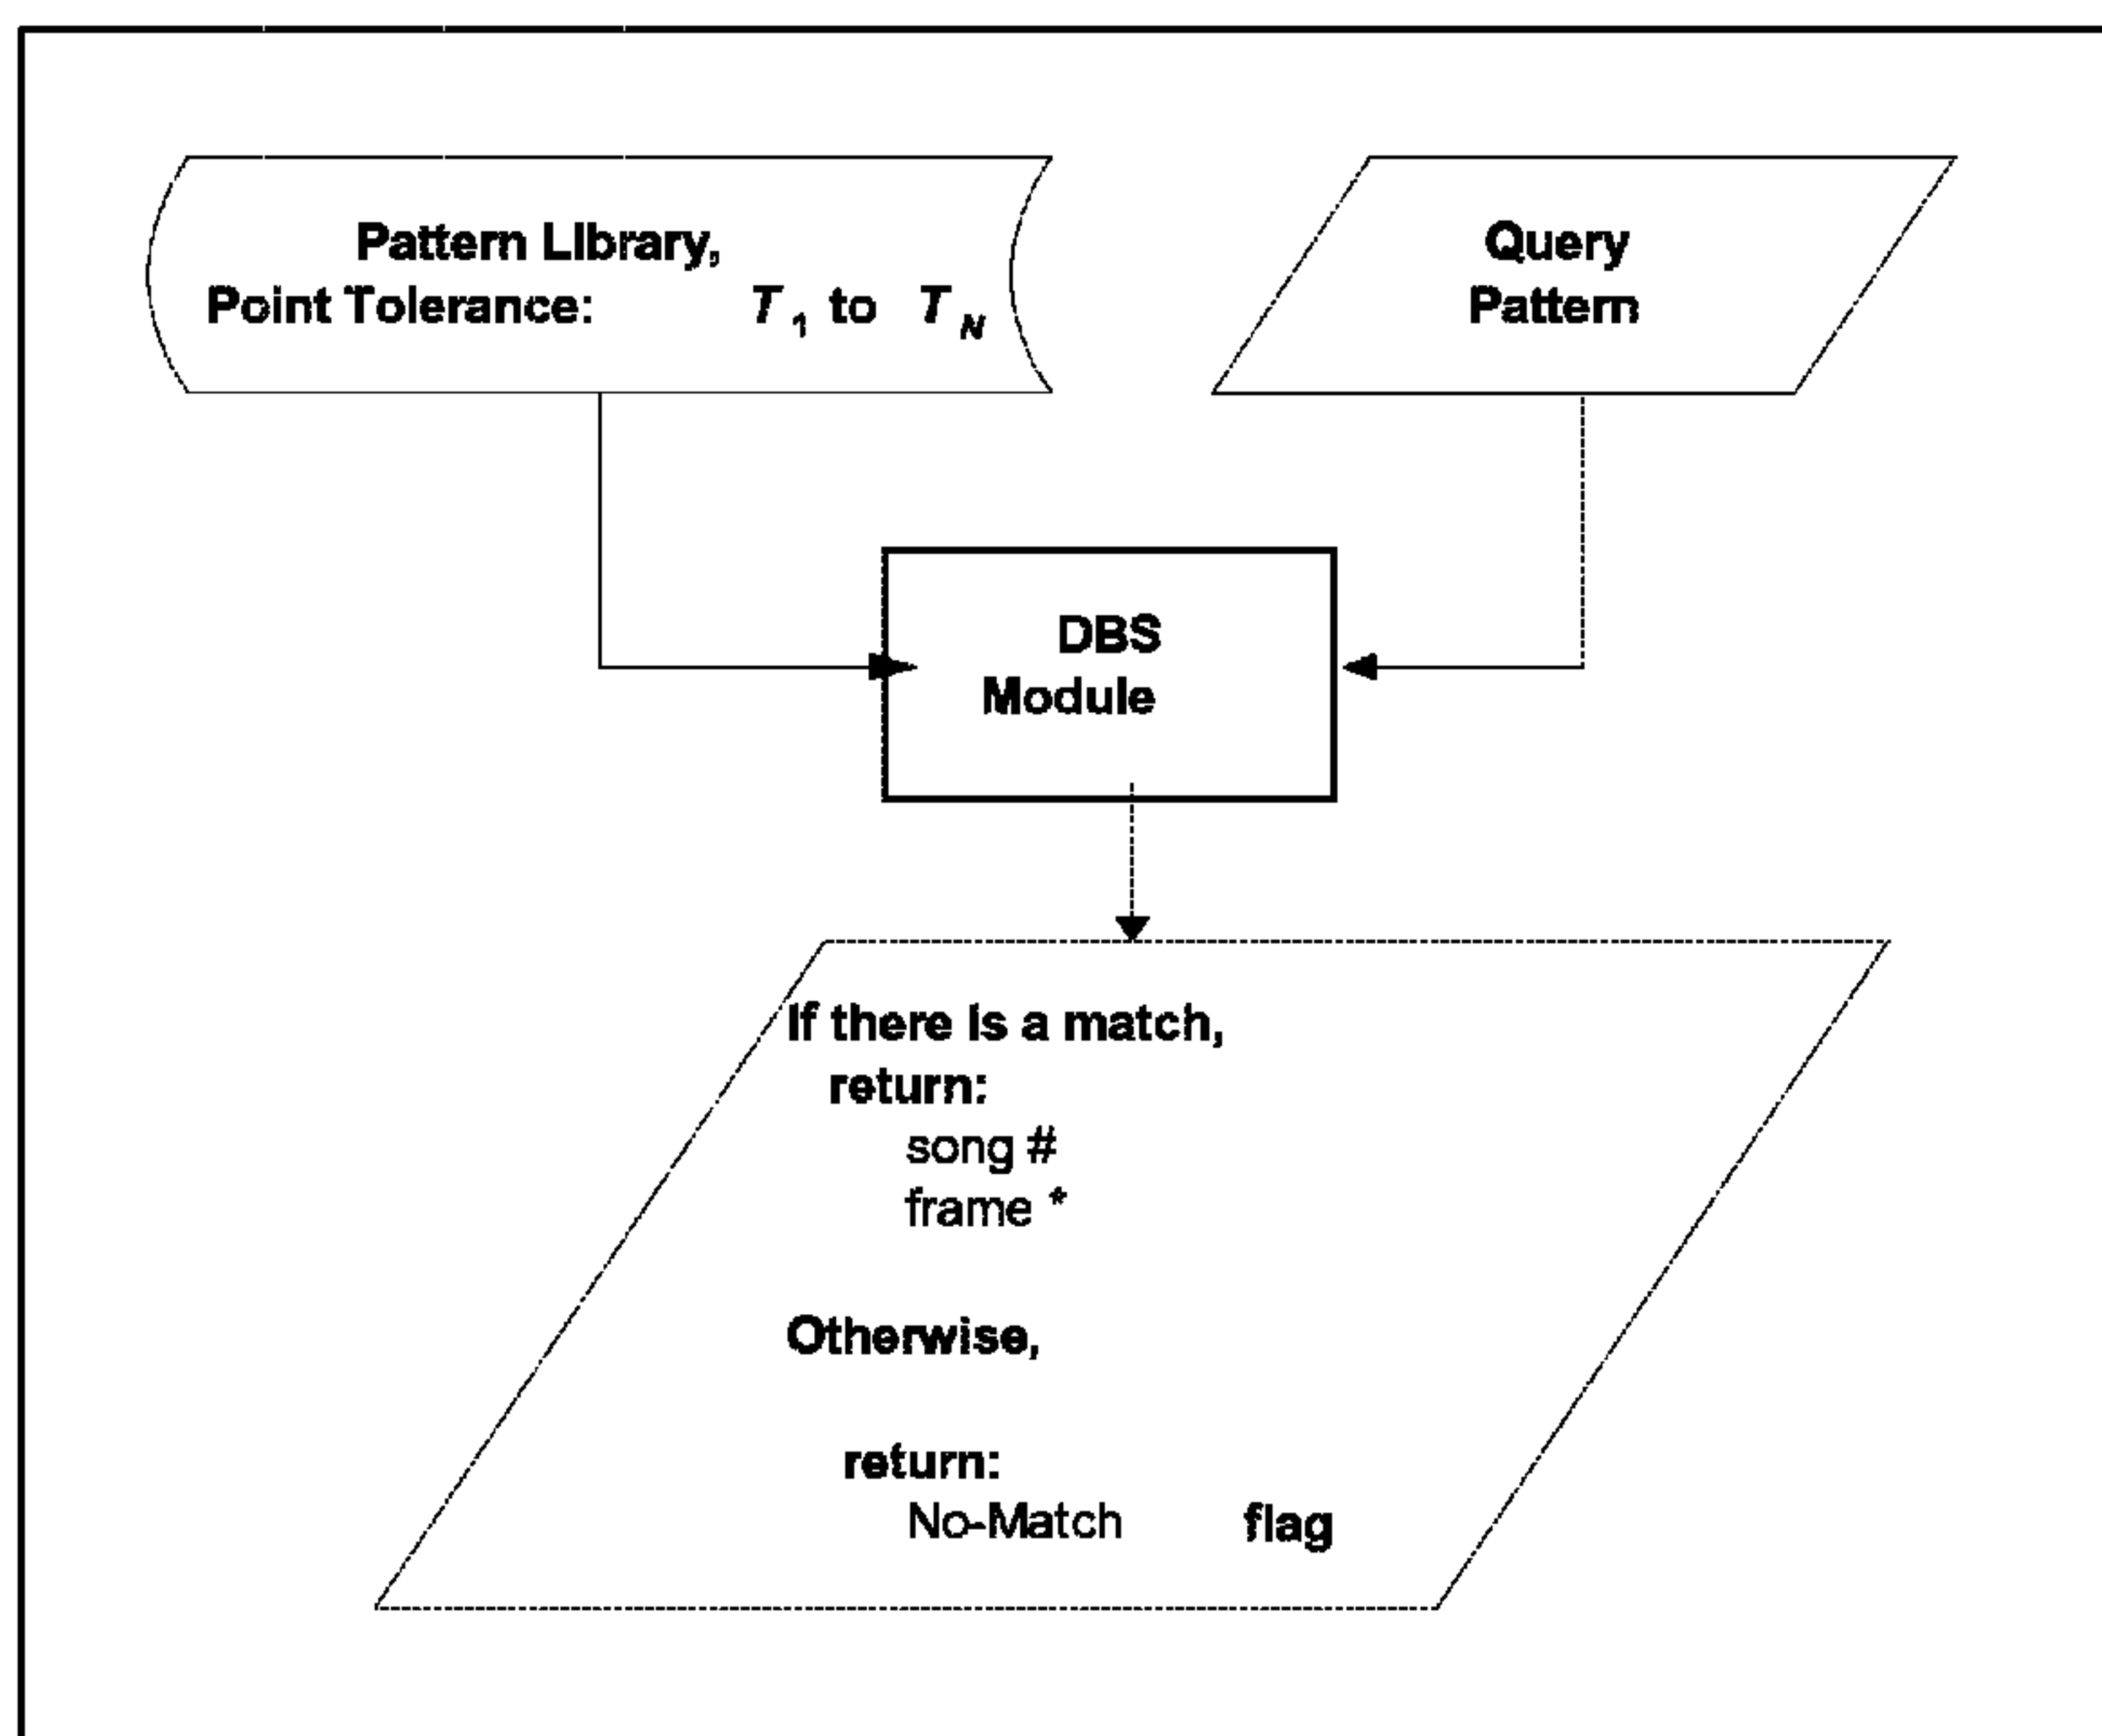 Pattern Library,
Point Tolerance: T1 to TN
Query
Pattern
DBS
Module
If there is a match,
return:
song #
frame *
Otherwise,
return:
No-Match flag